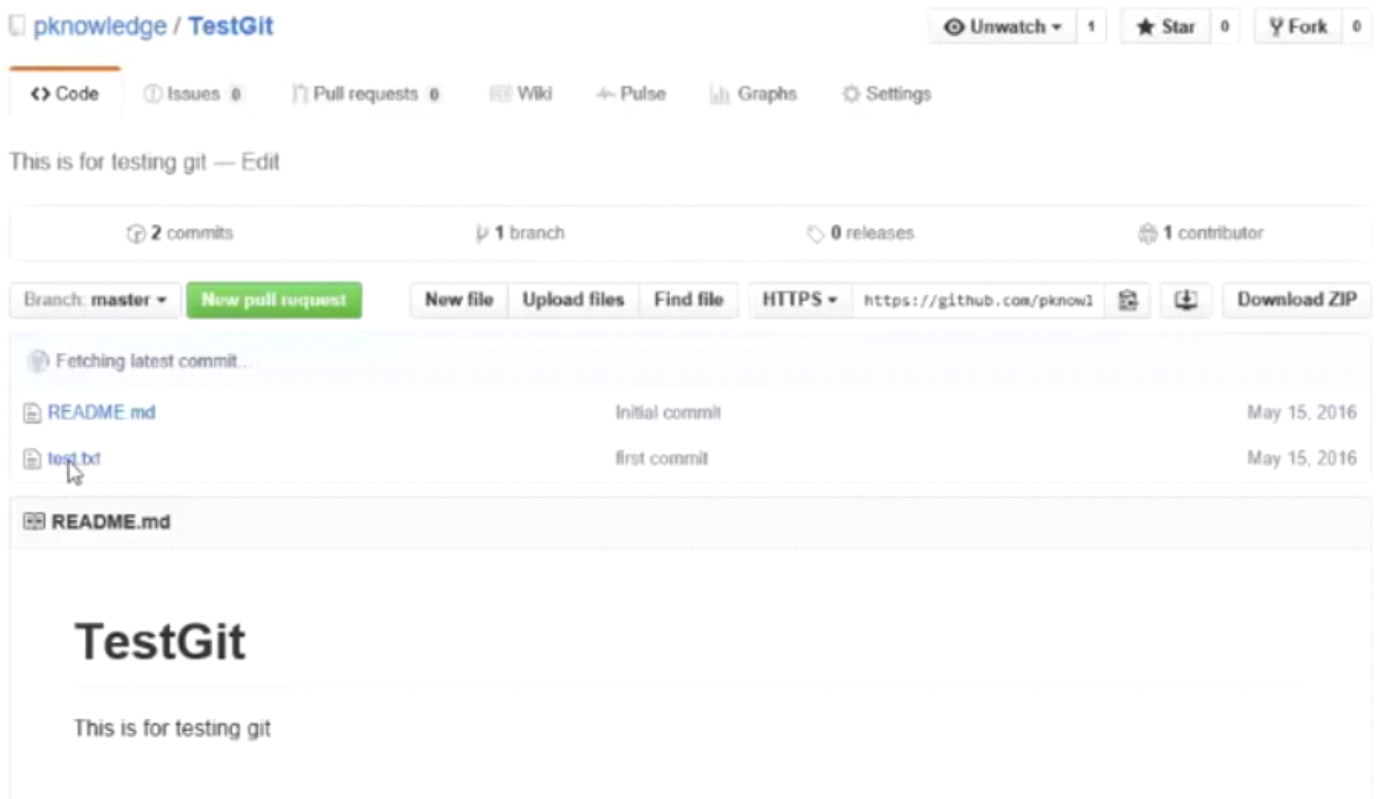 pknowledge / TestGit
Unwatch 1 Star 0 Fork 0
Code Issues 0 Pull requests 0 Wiki Pulse Graphs Settings
This is for testing git — Edit
2 commits 1 branch 0 releases 1 contributor
Branch: master New pull request New file Upload files Find file HTTPS https://github.com/pknowl Download ZIP
Fetching latest commit...
README.md Initial commit May 15, 2016
test.txt first commit May 15, 2016
README.md
TestGit
This is for testing git